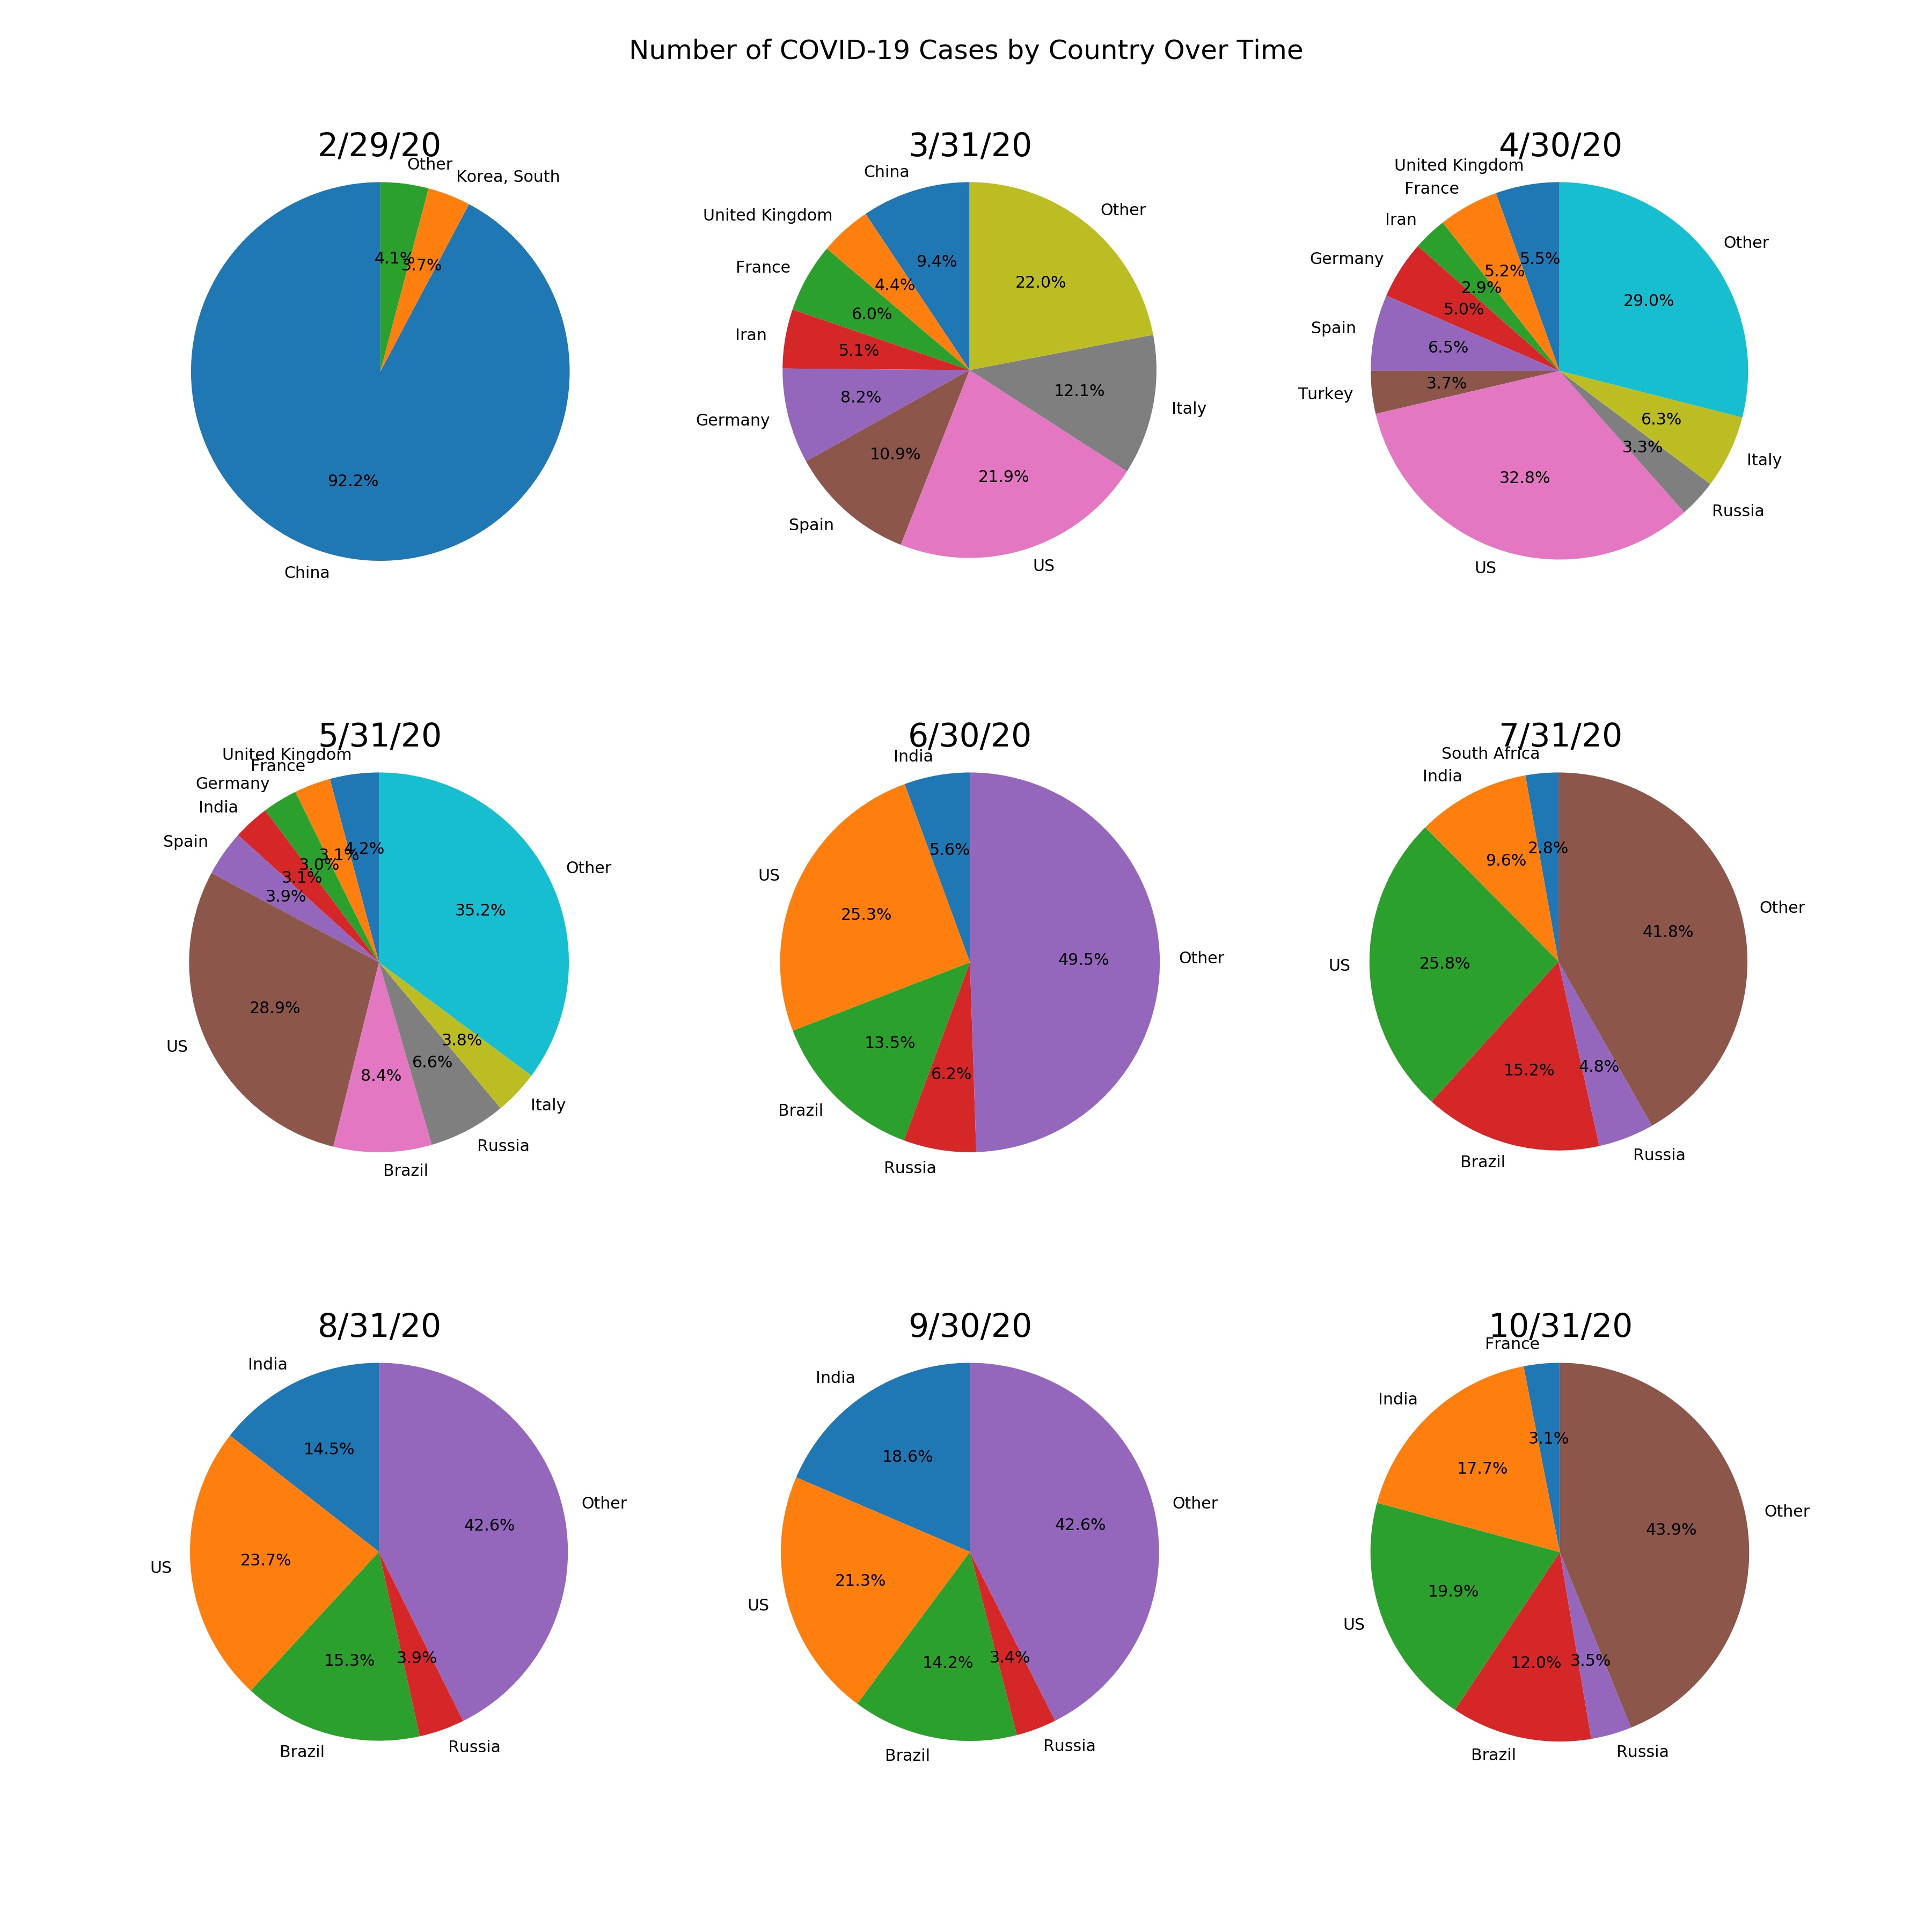 Number of COVID-19 Cases by Country Over Time
2/29/20
Other
Korea, South
4.1%
3.7%
92.2%
China
3/31/20
China
United Kingdom
Other
France
9.4%
22.0%
4.4%
6.0%
Iran
5.1%
12.1%
8.2%
Italy
Germany
10.9%
21.9%
Spain
US
4/30/20
United Kingdom
France
Iran
Other
Germany
5.5%
5.2%
2.9%
29.0%
5.0%
Spain
6.5%
3.7%
Turkey
6.3%
3.3%
Italy
32.8%
Russia
US
5/31/20
United Kingdom
France
Germany
India
Spain
4.2%
3.1%
3.0%
Other
3.1%
3.9%
35.2%
28.9%
3.8%
US
6.6%
8.4%
Italy
Russia
Brazil
6/30/20
India
5.6%
US
25.3%
49.5%
Other
13.5%
6.2%
Brazil
Russia
7/31/20
South Africa
India
2.8%
9.6%
Other
41.8%
US
25.8%
15.2%
4.8%
Brazil
Russia
8/31/20
India
14.5%
Other
42.6%
US
23.7%
15.3%
3.9%
Brazil
Russia
9/30/20
India
18.6%
Other
42.6%
21.3%
US
14.2%
3.4%
Brazil
Russia
10/31/20
France
India
3.1%
17.7%
Other
43.9%
19.9%
US
12.0%
3.5%
Brazil
Russia